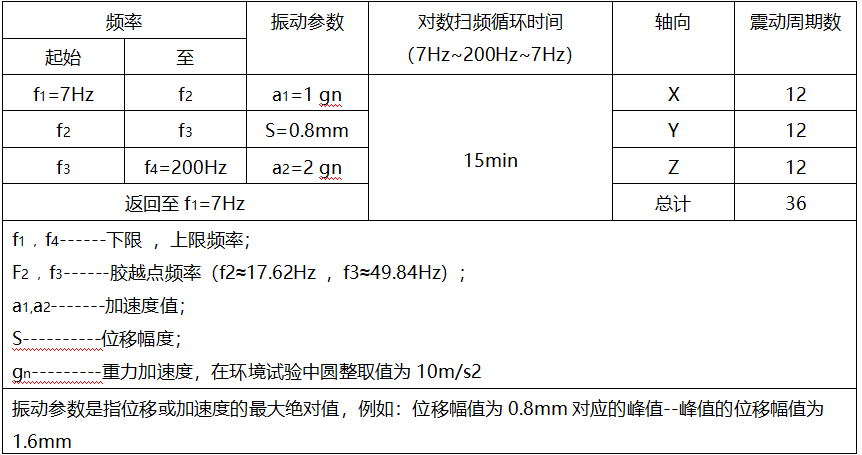 频率 振动参数 对数扫频循环时间 轴向 震动周期数
起始 至 （7Hz~200Hz~7Hz）
f1=7Hz f2 a1=1 gn 15min X 12
f2 f3 S=0.8mm Y 12
f3 f4=200Hz a2=2 gn Z 12
返回至 f1=7Hz 总计 36
f1 , f4------下限 ，上限频率；
F2 , f3------胶越点频率（f2≈17.62Hz ，f3≈49.84Hz）；
a1,a2-------加速度值；
S----------位移幅度；
gn---------重力加速度，在环境试验中圆整取值为 10m/s2
振动参数是指位移或加速度的最大绝对值，例如：位移幅值为 0.8mm 对应的峰值--峰值的位移幅值为
1.6mm